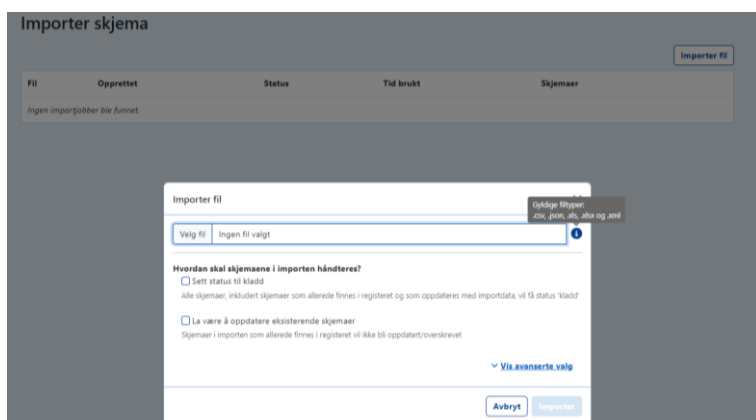 Importer skjema
Importer fil
Fil Opprettet Status Tid brukt Skjemaer
Ingen importjobber ble funnet.
Importer fil
Gyldige filtyper:
.csv, .json, .xls, .xlsx og .xml
Velg fil Ingen fil valgt
Hvordan skal skjemaene i importen håndteres?
Sett status til kladd
Alle skjemaer, inkludert skjemaer som allerede finnes i registeret og som oppdateres med importdata, vil få status 'kladd'
La være å oppdatere eksisterende skjemaer
Skjemaer i importen som allerede finnes i registeret vil ikke bli oppdatert/overskrevet
Vis avanserte valg
Avbryt Importer